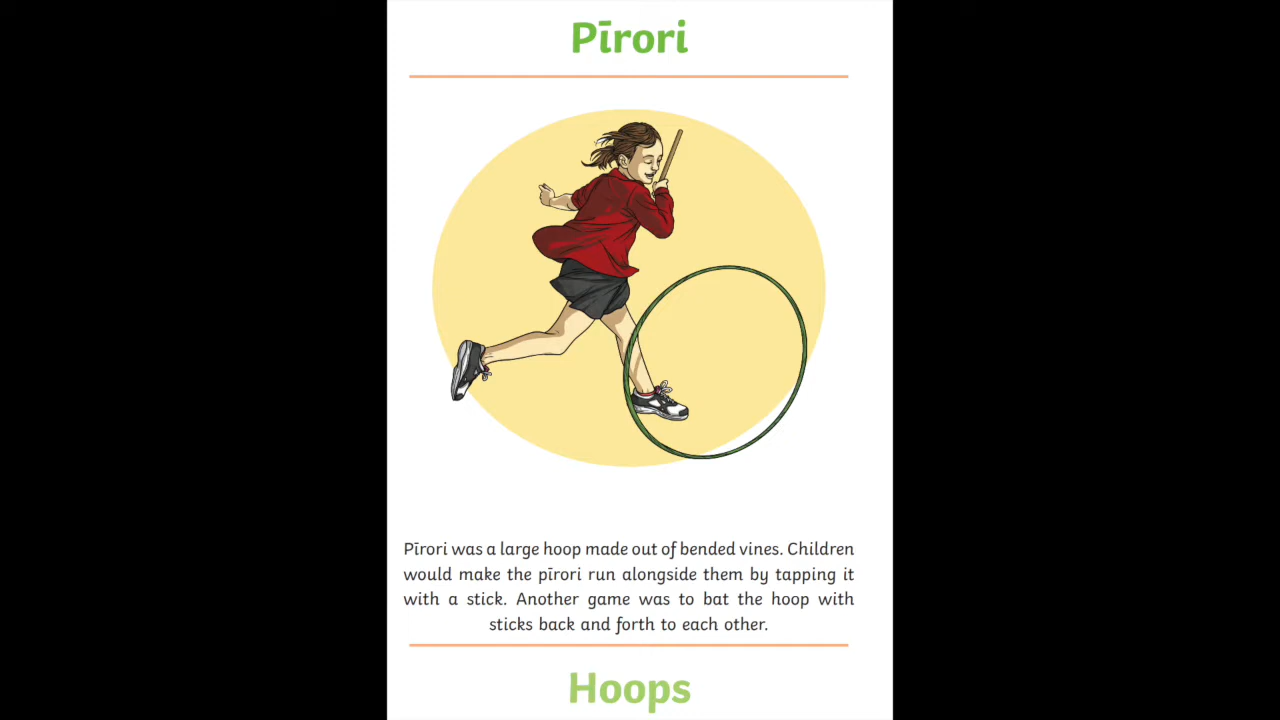 Pīrori
Pīrori was a large hoop made out of bended vines. Children
would make the pīrori run alongside them by tapping it
with a stick. Another game was to bat the hoop with
sticks back and forth to each other.
Hoops